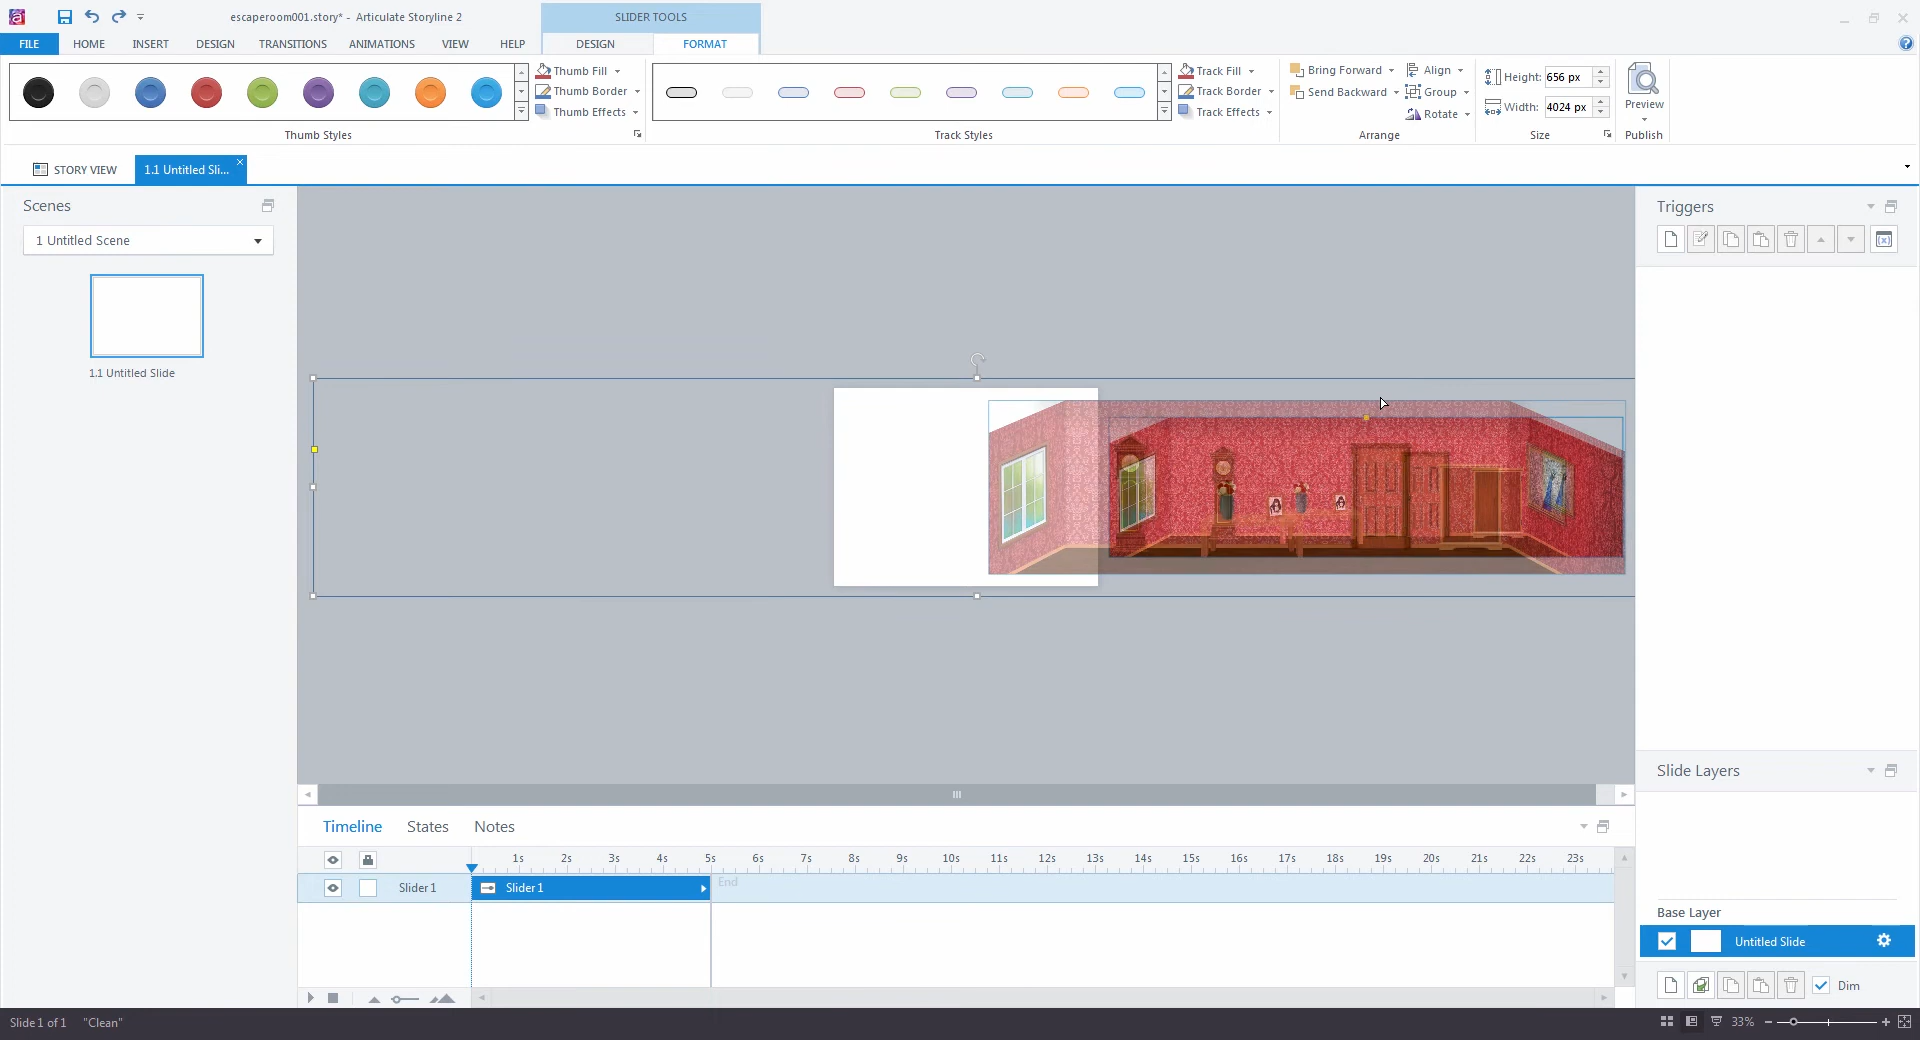 escaperoom001.story* - Articulate Storyline 2
SLIDER TOOLS
FILE HOME INSERT DESIGN TRANSITIONS ANIMATIONS VIEW HELP DESIGN FORMAT
Thumb Fill
Thumb Border
Thumb Effects
Thumb Styles
Track Fill
Track Border
Track Effects
Track Styles
Bring Forward
Send Backward
Align
Group
Rotate
Arrange
Height: 656 px
Width: 4024 px
Size
Preview
Publish
STORY VIEW
1.1 Untitled Sli...
Scenes
1 Untitled Scene
1.1 Untitled Slide
Triggers
Slide Layers
Base Layer
Untitled Slide
Dim
Timeline States Notes
1s 2s 3s 4s 5s 6s 7s 8s 9s 10s 11s 12s 13s 14s 15s 16s 17s 18s 19s 20s 21s 22s 23s
Slider 1
Slider 1
End
Slide 1 of 1 "Clean"
33%